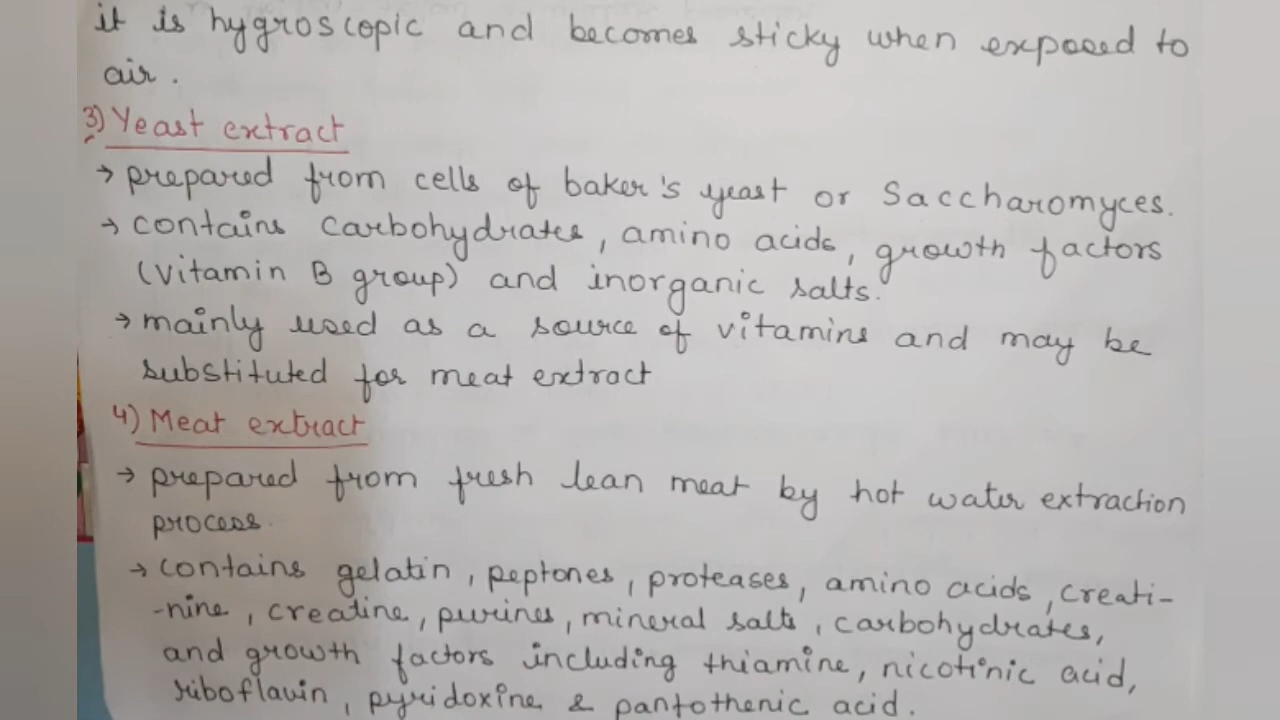 it is hygroscopic and becomes sticky when exposed to
air.
3) Yeast extract
→ prepared from cells of baker's yeast or Saccharomyces.
→ contains carbohydrates, amino acids, growth factors
(vitamin B group) and inorganic salts.
→ mainly used as a source of vitamins and may be
substituted for meat extract
4) Meat extract
→ prepared from fresh lean meat by hot water extraction
process.
→ contains gelatin, peptones, proteases, amino acids, creati-
-nine, creatine, purines, mineral salts, carbohydrates,
and growth factors including thiamine, nicotinic acid,
riboflavin, pyridoxine & pantothenic acid.